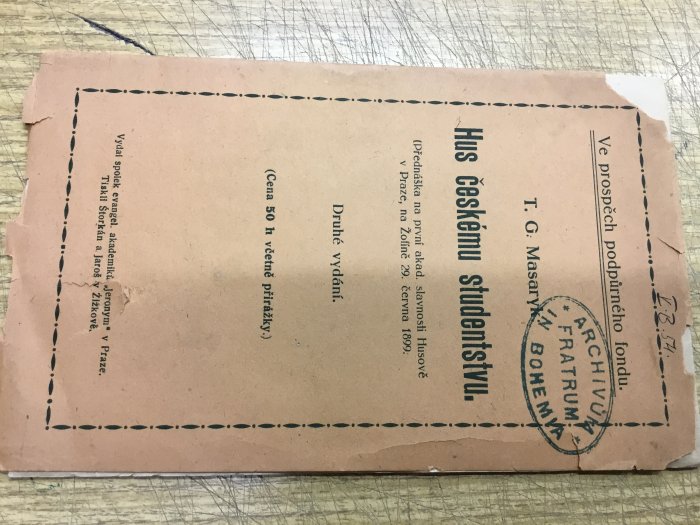 V. B. 54.
Ve prospěch podpůrného fondu.
T. G. Masaryk.
Hus českému studentstvu.
(Přednáška na první akad. slavnosti Husově
v Praze, na Žofíně 29. června 1899.
Druhé vydání.
(Cena 50 h včetně přirážky.)
Vydal spolek evangel. akademiků „Jeronym“ v Praze.
Tiskli Štorkán a Jaroš v Žižkově.
* ARCHIVUM *
FRATRUM
IN BOHEMIA